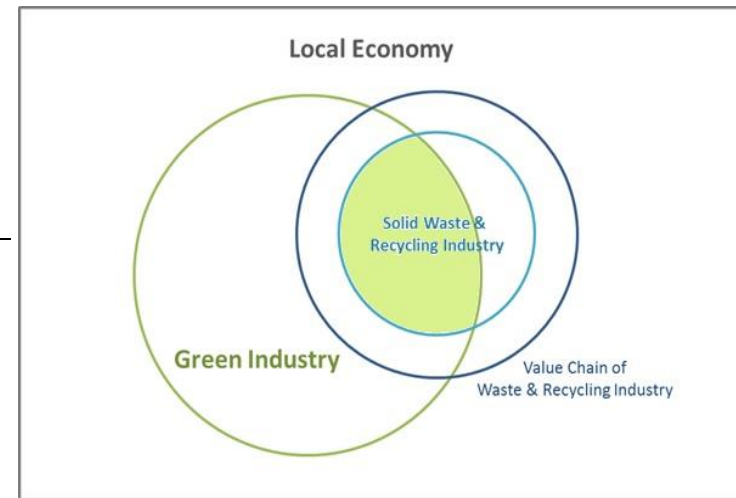 Local Economy
Solid Waste &
Recycling Industry
Green Industry
Value Chain of
Waste & Recycling Industry